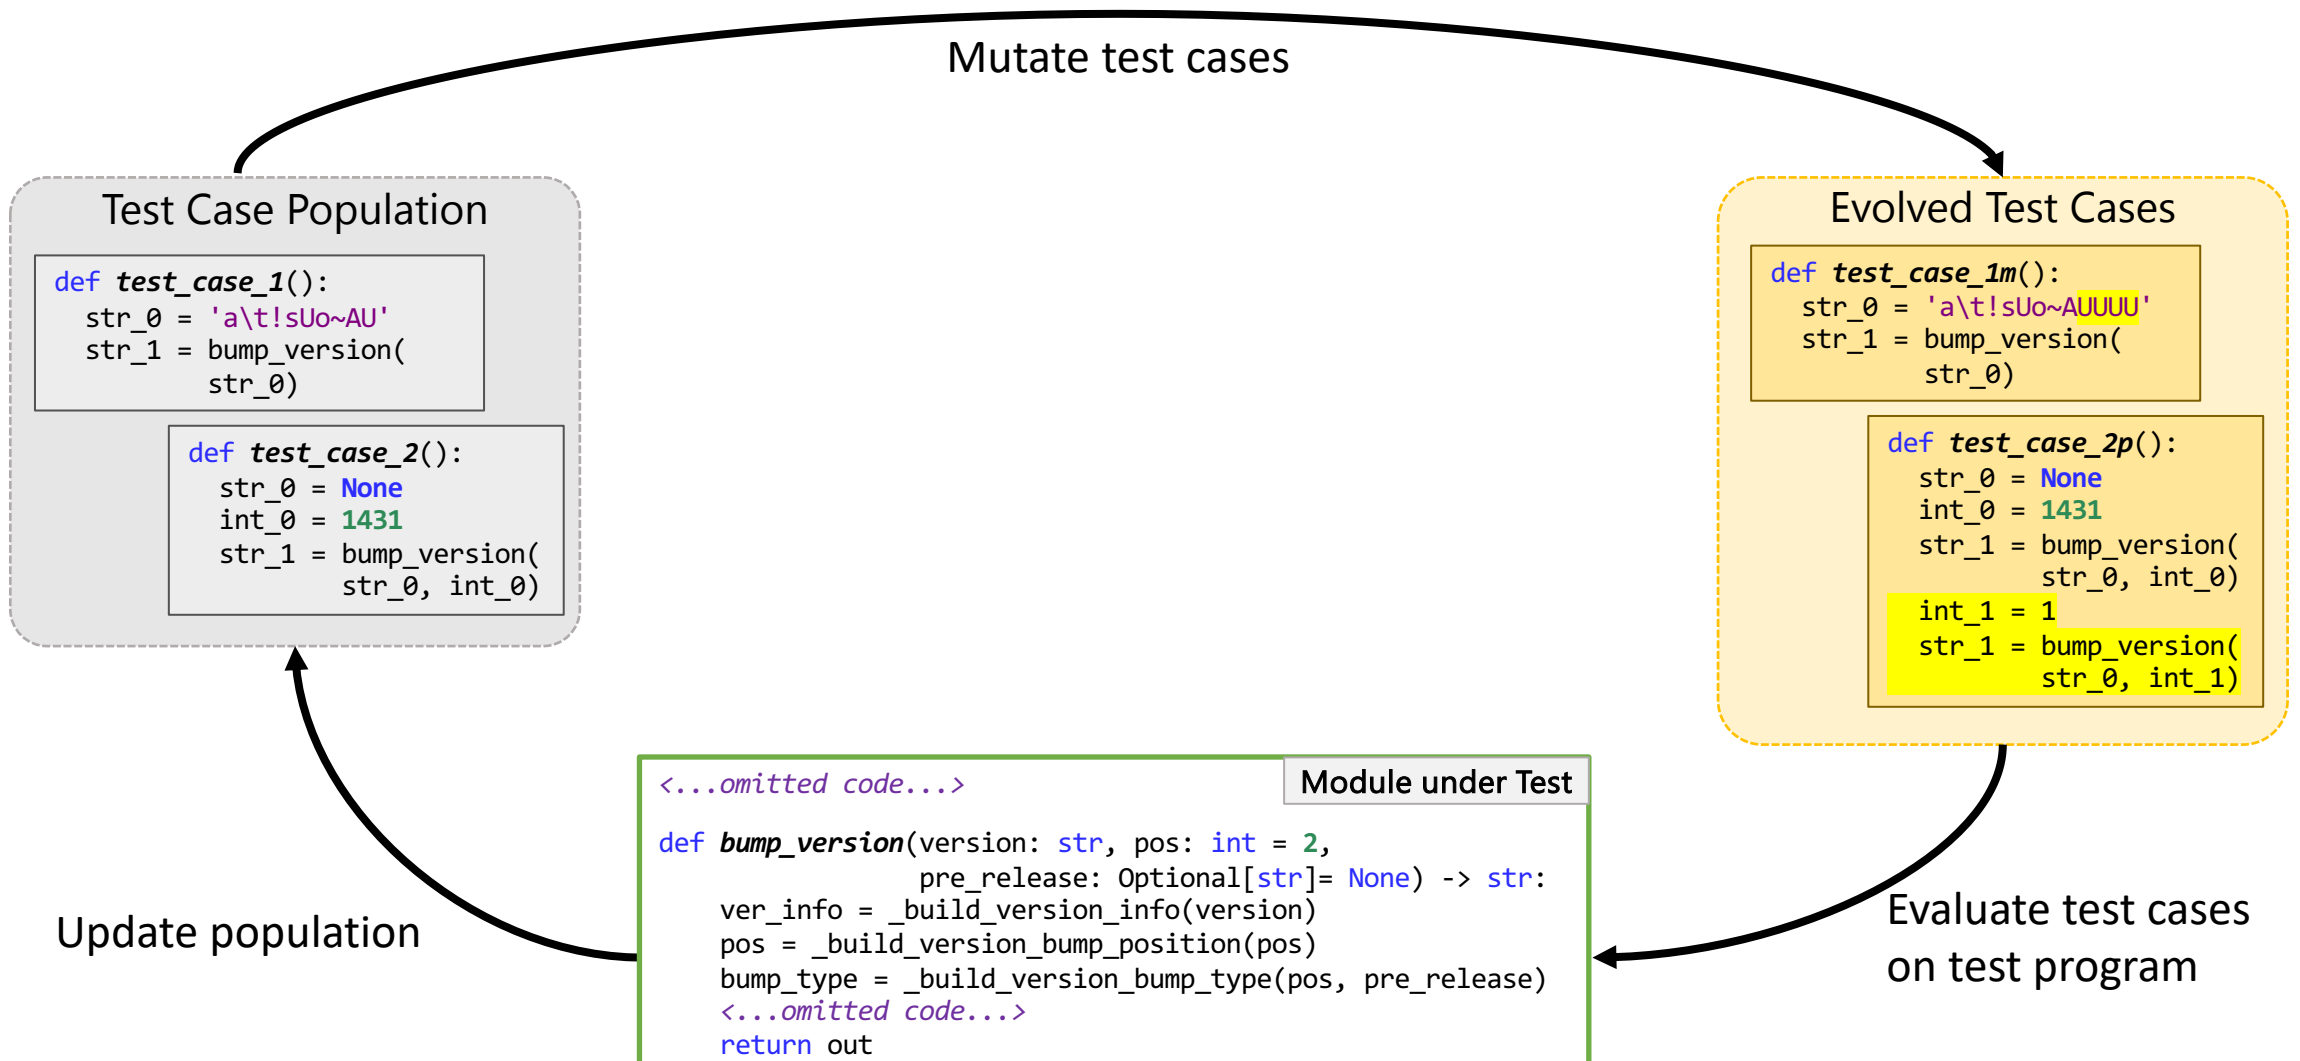 Mutate test cases
Test Case Population
def test_case_1():
str_0 = 'a\t!sUo~AU'
str_1 = bump_version(
str_0)
def test_case_2():
str_0 = None
int_0 = 1431
str_1 = bump_version(
str_0, int_0)
Evolved Test Cases
def test_case_1m():
str_0 = 'a\t!sUo~AUUUU'
str_1 = bump_version(
str_0)
def test_case_2p():
str_0 = None
int_0 = 1431
str_1 = bump_version(
str_0, int_0)
int_1 = 1
str_1 = bump_version(
str_0, int_1)
<...omitted code...>
Module under Test
def bump_version(version: str, pos: int = 2,
pre_release: Optional[str]= None) -> str:
ver_info = _build_version_info(version)
pos = _build_version_bump_position(pos)
bump_type = _build_version_bump_type(pos, pre_release)
<...omitted code...>
return out
Update population
Evaluate test cases
on test program